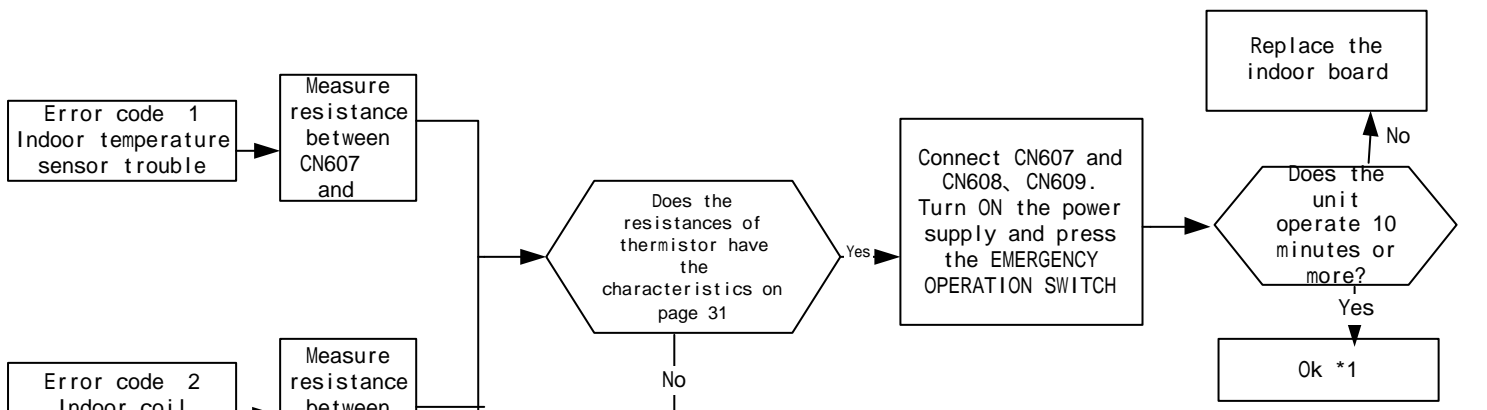 Error code 1
Indoor temperature
sensor trouble
Measure
resistance
between
CN607
and
Does the
resistances of
thermistor have
the
characteristics on
page 31
Yes
Connect CN607 and
CN608、CN609.
Turn ON the power
supply and press
the EMERGENCY
OPERATION SWITCH
Does the
unit
operate 10
minutes or
more?
No
Replace the
indoor board
Yes
Ok *1
No
Error code 2
Indoor coil
Measure
resistance
between